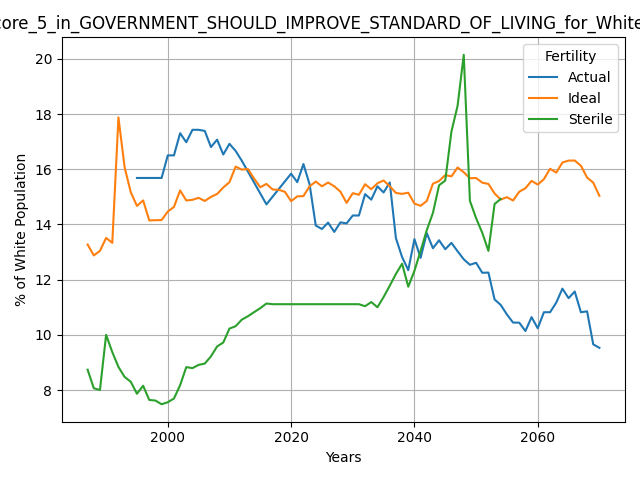 core_5_in_GOVERNMENT_SHOULD_IMPROVE_STANDARD_OF_LIVING_for_White
Fertility
Actual
Ideal
Sterile
% of White Population
20
18
16
14
12
10
8
2000
2020
2040
2060
Years